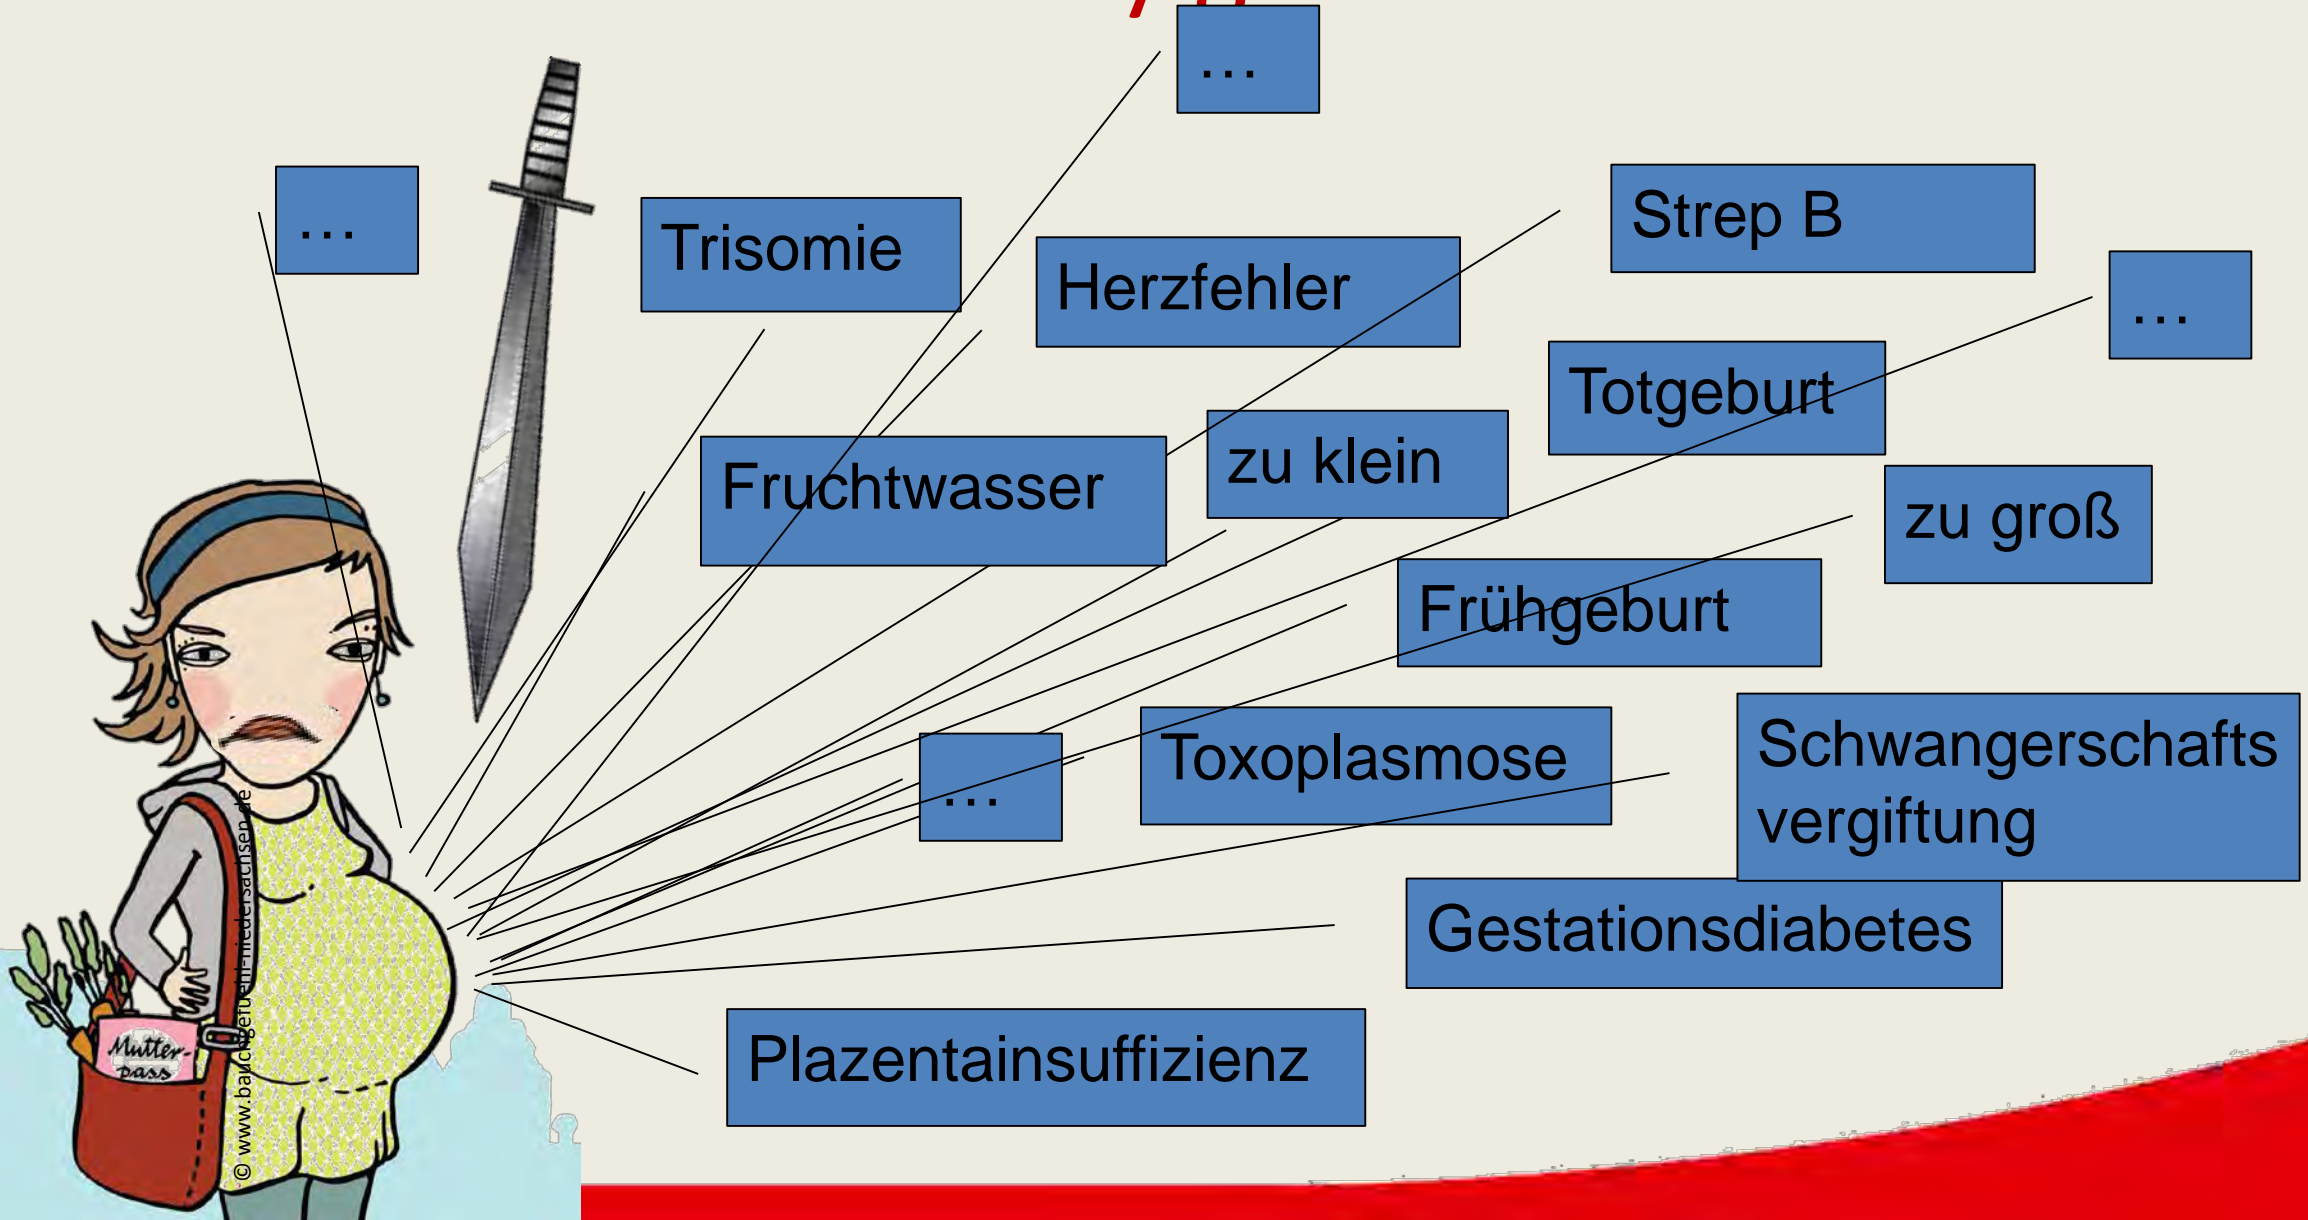 …
…
Trisomie
Strep B
Herzfehler
…
Totgeburt
zu klein
Fruchtwasser
zu groß
Frühgeburt
Schwangerschafts
vergiftung
Toxoplasmose
…
Gestationsdiabetes
Plazentainsuffizienz
Mutter-
pass
© www.bauchgefuehl-niedersachsen.de